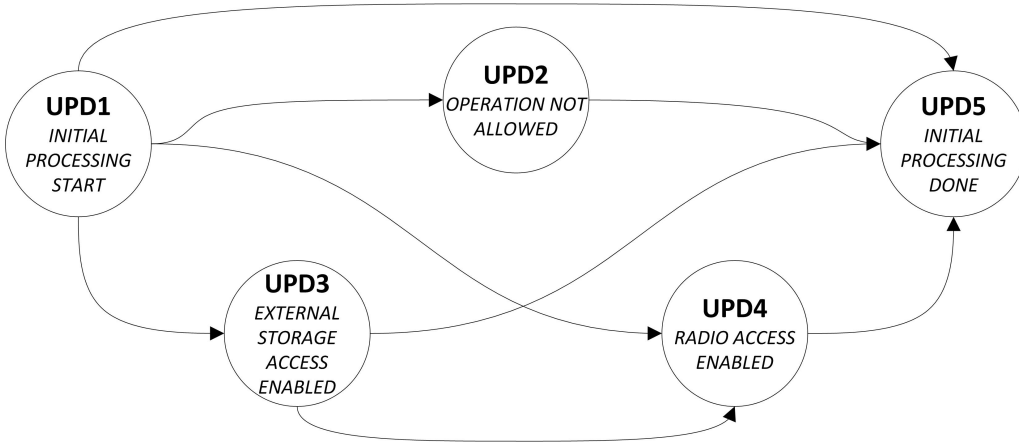 UPD1
INITIAL
PROCESSING
START
UPD2
OPERATION NOT
ALLOWED
UPD5
INITIAL
PROCESSING
DONE
UPD3
EXTERNAL
STORAGE
ACCESS
ENABLED
UPD4
RADIO ACCESS
ENABLED